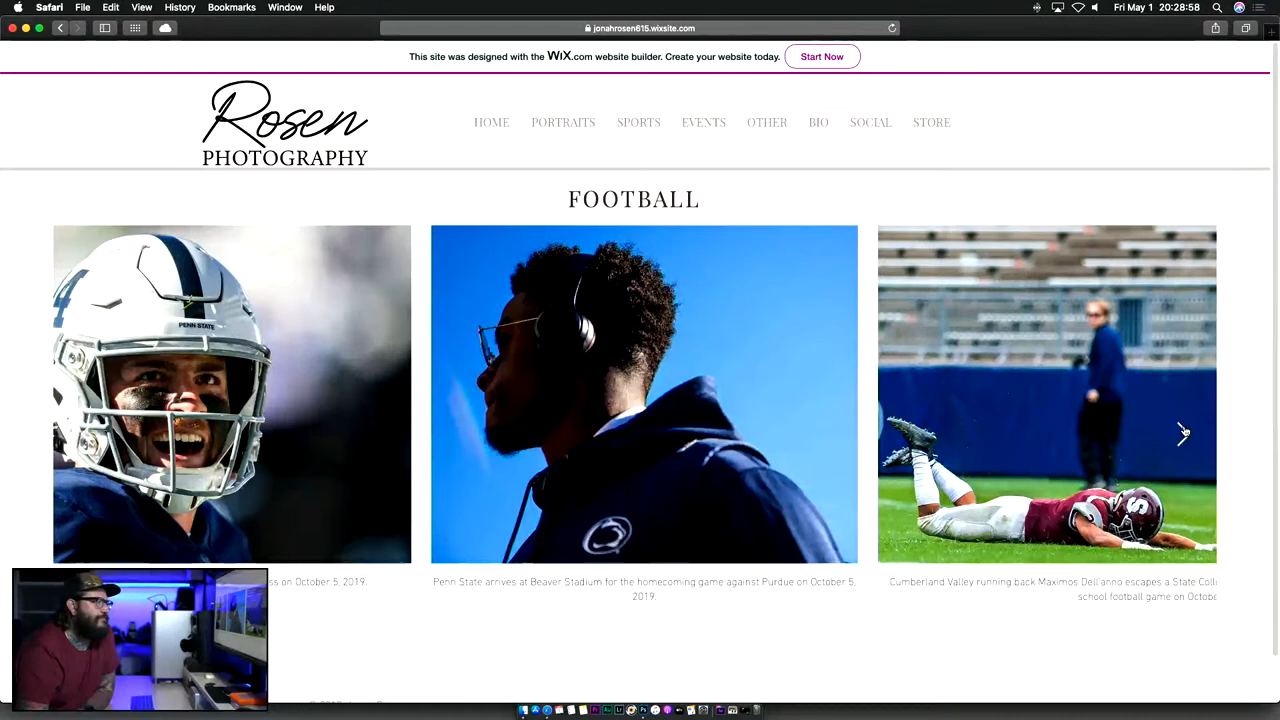 Safari File Edit View History Bookmarks Window Help
Fri May 1 20:28:58
jonahrosen615.wixsite.com
This site was designed with the WiX.com website builder. Create your website today.
Start Now
Rosen
PHOTOGRAPHY
HOME PORTRAITS SPORTS EVENTS OTHER BIO SOCIAL STORE
FOOTBALL
PENN STATE
S
ss on October 5, 2019.
Penn State arrives at Beaver Stadium for the homecoming game against Purdue on October 5,
2019.
Cumberland Valley running back Maximos Dell'anno escapes a State Coll
school football game on Octobe